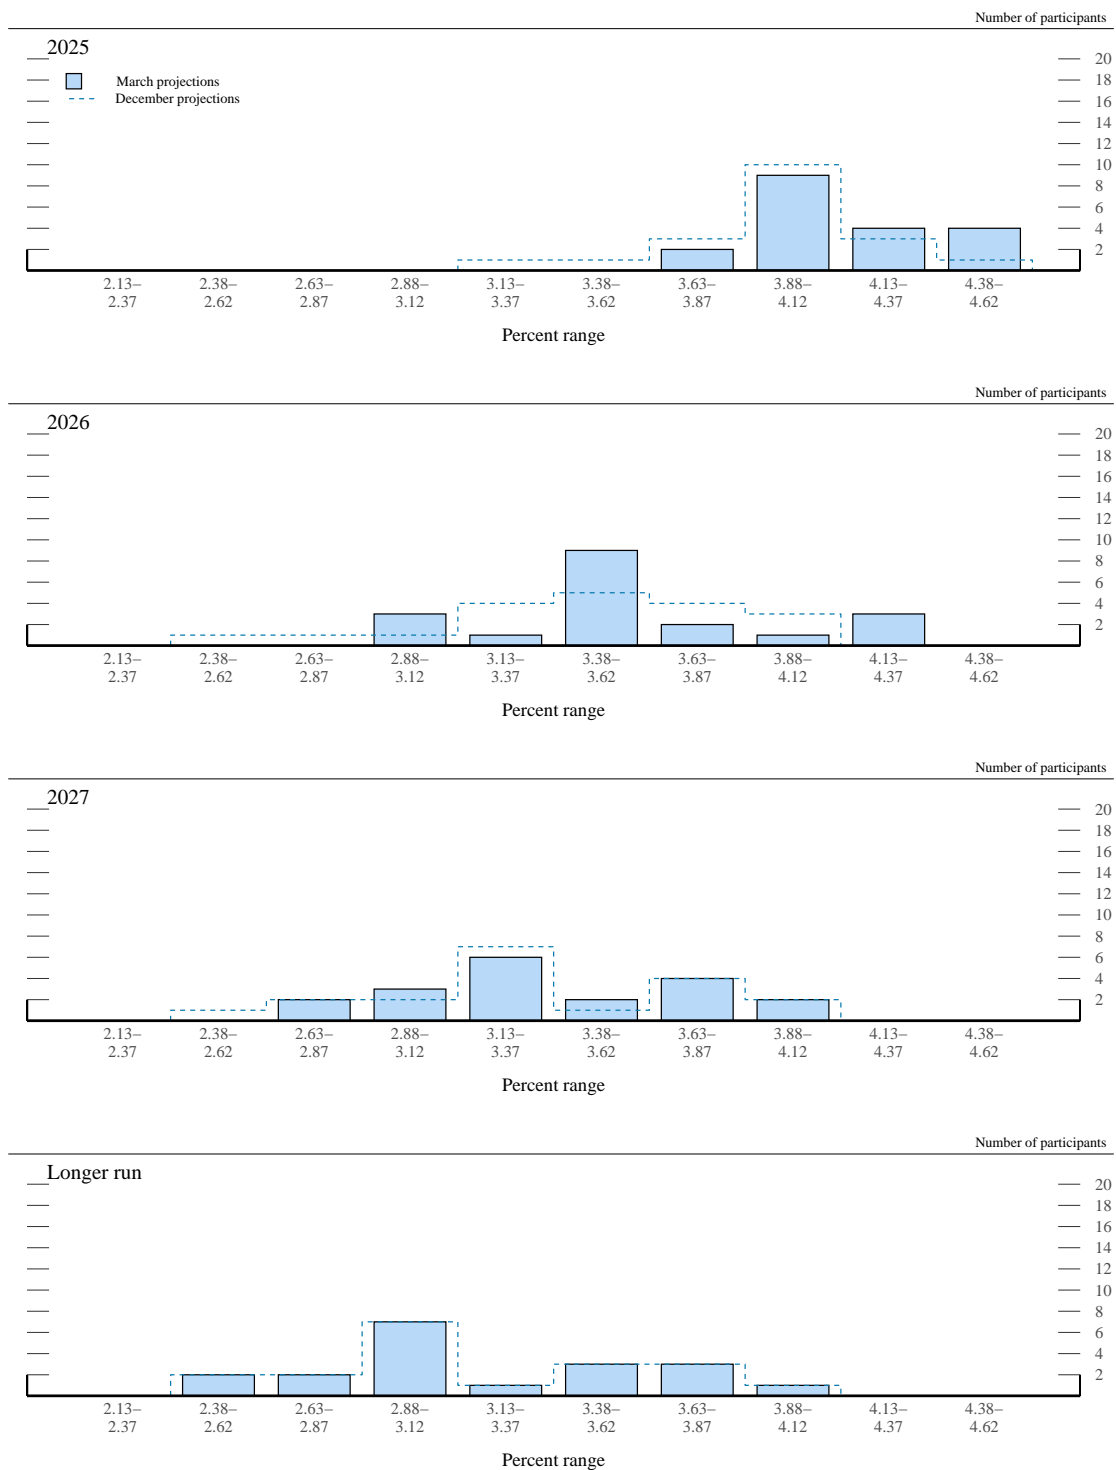 Number of participants
2025
March projections
December projections
20
18
16
14
12
10
8
6
4
2
2.13– 2.38– 2.63– 2.88– 3.13– 3.38– 3.63– 3.88– 4.13– 4.38–
2.37 2.62 2.87 3.12 3.37 3.62 3.87 4.12 4.37 4.62
Percent range
Number of participants
2026
20
18
16
14
12
10
8
6
4
2
2.13– 2.38– 2.63– 2.88– 3.13– 3.38– 3.63– 3.88– 4.13– 4.38–
2.37 2.62 2.87 3.12 3.37 3.62 3.87 4.12 4.37 4.62
Percent range
Number of participants
2027
20
18
16
14
12
10
8
6
4
2
2.13– 2.38– 2.63– 2.88– 3.13– 3.38– 3.63– 3.88– 4.13– 4.38–
2.37 2.62 2.87 3.12 3.37 3.62 3.87 4.12 4.37 4.62
Percent range
Number of participants
Longer run
20
18
16
14
12
10
8
6
4
2
2.13– 2.38– 2.63– 2.88– 3.13– 3.38– 3.63– 3.88– 4.13– 4.38–
2.37 2.62 2.87 3.12 3.37 3.62 3.87 4.12 4.37 4.62
Percent range